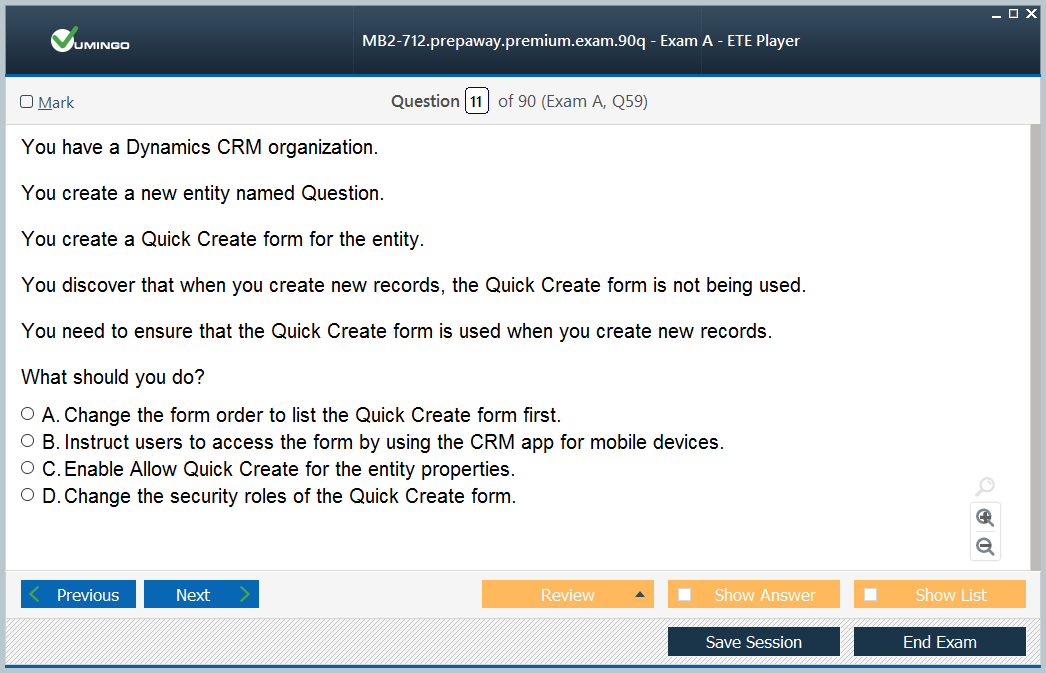 VUMINGO
MB2-712.prepaway.premium.exam.90q - Exam A - ETE Player
Mark
Question 11 of 90 (Exam A, Q59)
You have a Dynamics CRM organization.
You create a new entity named Question.
You create a Quick Create form for the entity.
You discover that when you create new records, the Quick Create form is not being used.
You need to ensure that the Quick Create form is used when you create new records.
What should you do?
A. Change the form order to list the Quick Create form first.
B. Instruct users to access the form by using the CRM app for mobile devices.
C. Enable Allow Quick Create for the entity properties.
D. Change the security roles of the Quick Create form.
Previous Next Review Show Answer Show List
Save Session End Exam